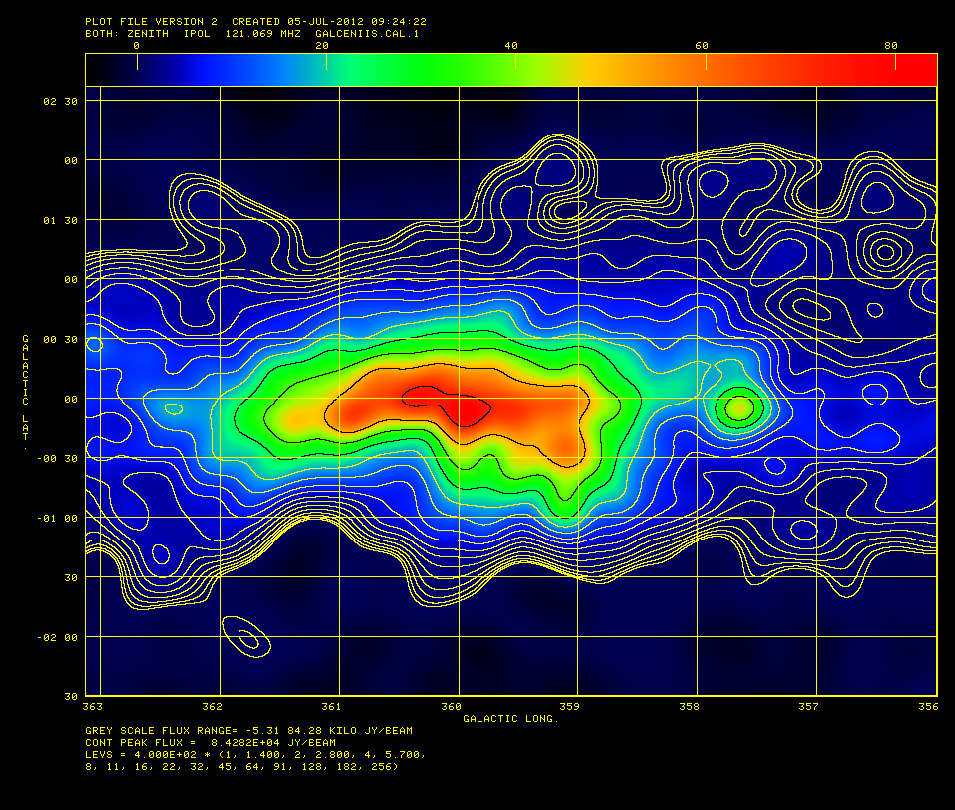 PLOT FILE VERSION 2 CREATED 05-JUL-2012 09:24:22
BOTH: ZENITH IPOL 121.069 MHZ GALCENIIS.CAL.1
0 20 40 60 80
02 30
00
01 30
00
00 30
00
-00 30
-01 00
30
-02 00
30
GALACTIC LAT.
363 362 361 360 359 358 357 356
GALACTIC LONG.
GREY SCALE FLUX RANGE= -5.31 84.28 KILO JY/BEAM
CONT PEAK FLUX = 8.4282E+04 JY/BEAM
LEVS = 4.000E+02 * (1, 1.400, 2, 2.800, 4, 5.700,
8, 11, 16, 22, 32, 45, 64, 91, 128, 182, 256)